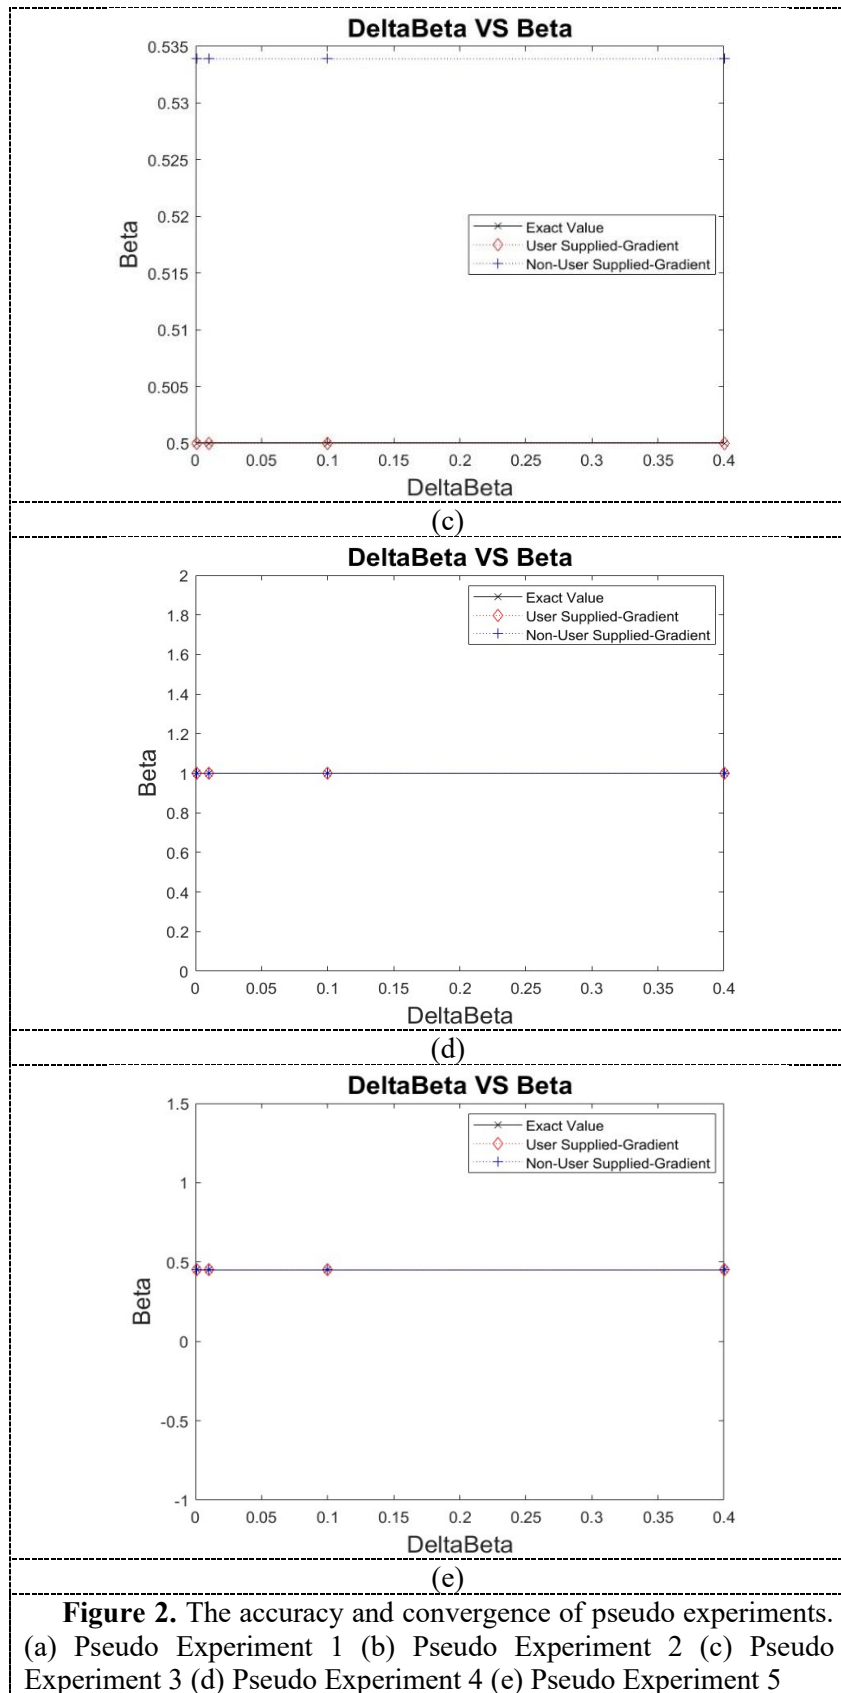 DeltaBeta VS Beta
0.535
0.53
0.525
0.52
0.515
0.51
0.505
0.5
Beta
Exact Value
User Supplied-Gradient
Non-User Supplied-Gradient
0 0.05 0.1 0.15 0.2 0.25 0.3 0.35 0.4
DeltaBeta
(c)
DeltaBeta VS Beta
2
1.8
1.6
1.4
1.2
1
0.8
0.6
0.4
0.2
0
Beta
Exact Value
User Supplied-Gradient
Non-User Supplied-Gradient
0 0.05 0.1 0.15 0.2 0.25 0.3 0.35 0.4
DeltaBeta
(d)
DeltaBeta VS Beta
1.5
1
0.5
0
-0.5
-1
Beta
Exact Value
User Supplied-Gradient
Non-User Supplied-Gradient
0 0.05 0.1 0.15 0.2 0.25 0.3 0.35 0.4
DeltaBeta
(e)
Figure 2. The accuracy and convergence of pseudo experiments.
(a) Pseudo Experiment 1 (b) Pseudo Experiment 2 (c) Pseudo
Experiment 3 (d) Pseudo Experiment 4 (e) Pseudo Experiment 5